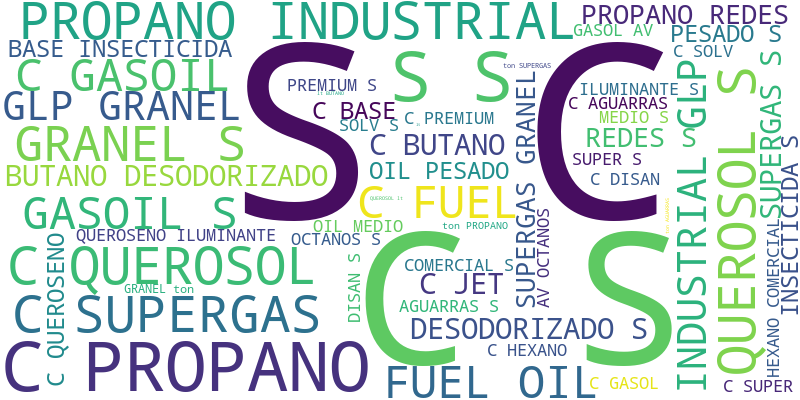 PROPANO INDUSTRIAL
PROPANO REDES
GASOL AV
PESADO S
BASE INSECTICIDA
C SOLV
C GASOIL
S
S S
C
ton SUPERGAS
PREMIUM S
ILUMINANTE S
GLP GRANEL
C BASE
C PREMIUM
C AGUARRAS
SOLV S
MEDIO S
GRANEL S
C BUTANO
REDES S
SUPER S
BUTANO DESODORIZADO
OIL PESADO
C DISAN
GASOIL S
C FUEL
QUEROSOL lt
OIL MEDIO
ton PROPANO
QUEROSENO ILUMINANTE
OCTANOS S
C S
C QUEROSOL
COMERCIAL S
C JET
GRANEL ton
AGUARRAS S
C SUPERGAS
DESODORIZADO S
C HEXANO
C PROPANO
FUEL OIL
C GASOL
C SUPER
C QUEROSENO
DISAN S
SUPERGAS GRANEL
AV OCTANOS
INDUSTRIAL GLP
QUEROSOL S
SUPERGAS S
HEXANO COMERCIAL
INSECTICIDA S